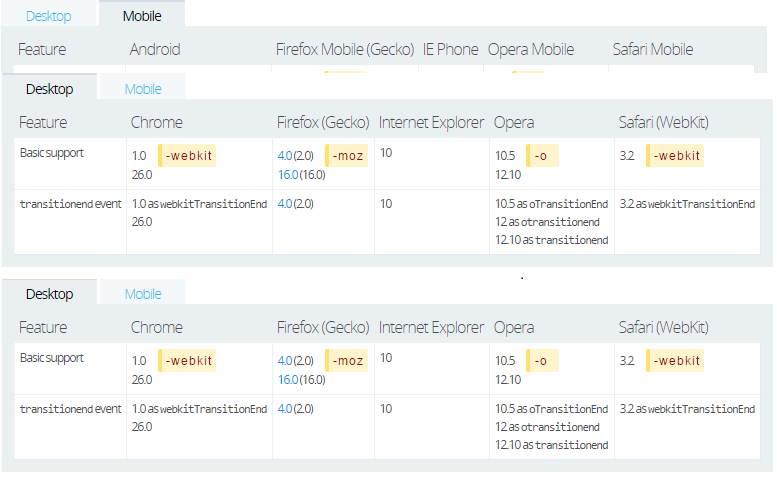 Desktop Mobile
Feature Android Firefox Mobile (Gecko) IE Phone Opera Mobile Safari Mobile
Desktop Mobile
Feature Chrome Firefox (Gecko) Internet Explorer Opera Safari (WebKit)
Basic support 1.0 -webkit 4.0 (2.0) -moz 10 10.5 -o 3.2 -webkit
26.0 16.0 (16.0) 12.10
transitionend event 1.0 as webkitTransitionEnd 4.0 (2.0) 10 10.5 as oTransitionEnd 3.2 as webkitTransitionEnd
26.0 12 as otransitionend
12.10 as transitionend
Desktop Mobile
Feature Chrome Firefox (Gecko) Internet Explorer Opera Safari (WebKit)
Basic support 1.0 -webkit 4.0 (2.0) -moz 10 10.5 -o 3.2 -webkit
26.0 16.0 (16.0) 12.10
transitionend event 1.0 as webkitTransitionEnd 4.0 (2.0) 10 10.5 as oTransitionEnd 3.2 as webkitTransitionEnd
26.0 12 as otransitionend
12.10 as transitionend